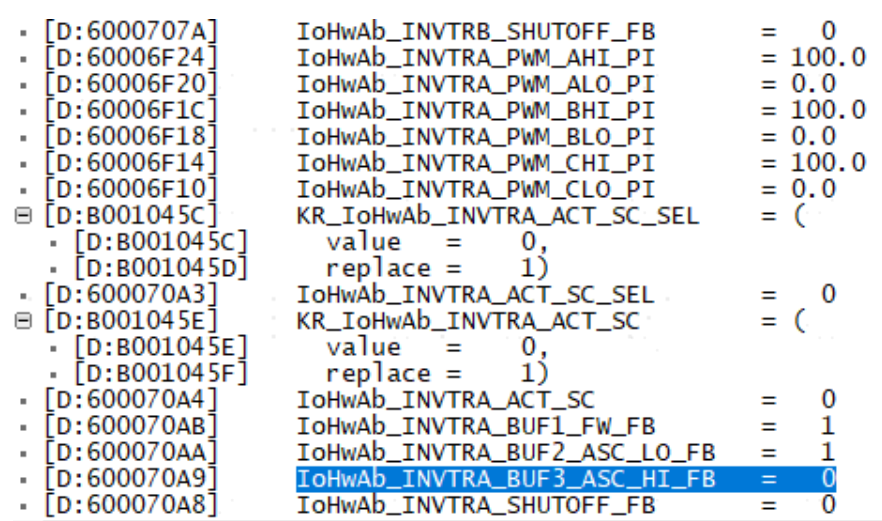 [D:6000707A] IoHwAb_INVTRB_SHUTOFF_FB = 0
[D:60006F24] IoHwAb_INVTRA_PWM_AHI_PI = 100.0
[D:60006F20] IoHwAb_INVTRA_PWM_ALO_PI = 0.0
[D:60006F1C] IoHwAb_INVTRA_PWM_BHI_PI = 100.0
[D:60006F18] IoHwAb_INVTRA_PWM_BLO_PI = 0.0
[D:60006F14] IoHwAb_INVTRA_PWM_CHI_PI = 100.0
[D:60006F10] IoHwAb_INVTRA_PWM_CLO_PI = 0.0
[D:B001045C] KR_IoHwAb_INVTRA_ACT_SC_SEL = (
[D:B001045C] value = 0,
[D:B001045D] replace = 1)
[D:600070A3] IoHwAb_INVTRA_ACT_SC_SEL = 0
[D:B001045E] KR_IoHwAb_INVTRA_ACT_SC = (
[D:B001045E] value = 0,
[D:B001045F] replace = 1)
[D:600070A4] IoHwAb_INVTRA_ACT_SC = 0
[D:600070AB] IoHwAb_INVTRA_BUF1_FW_FB = 1
[D:600070AA] IoHwAb_INVTRA_BUF2_ASC_LO_FB = 1
[D:600070A9] IoHwAb_INVTRA_BUF3_ASC_HI_FB = 0
[D:600070A8] IoHwAb_INVTRA_SHUTOFF_FB = 0